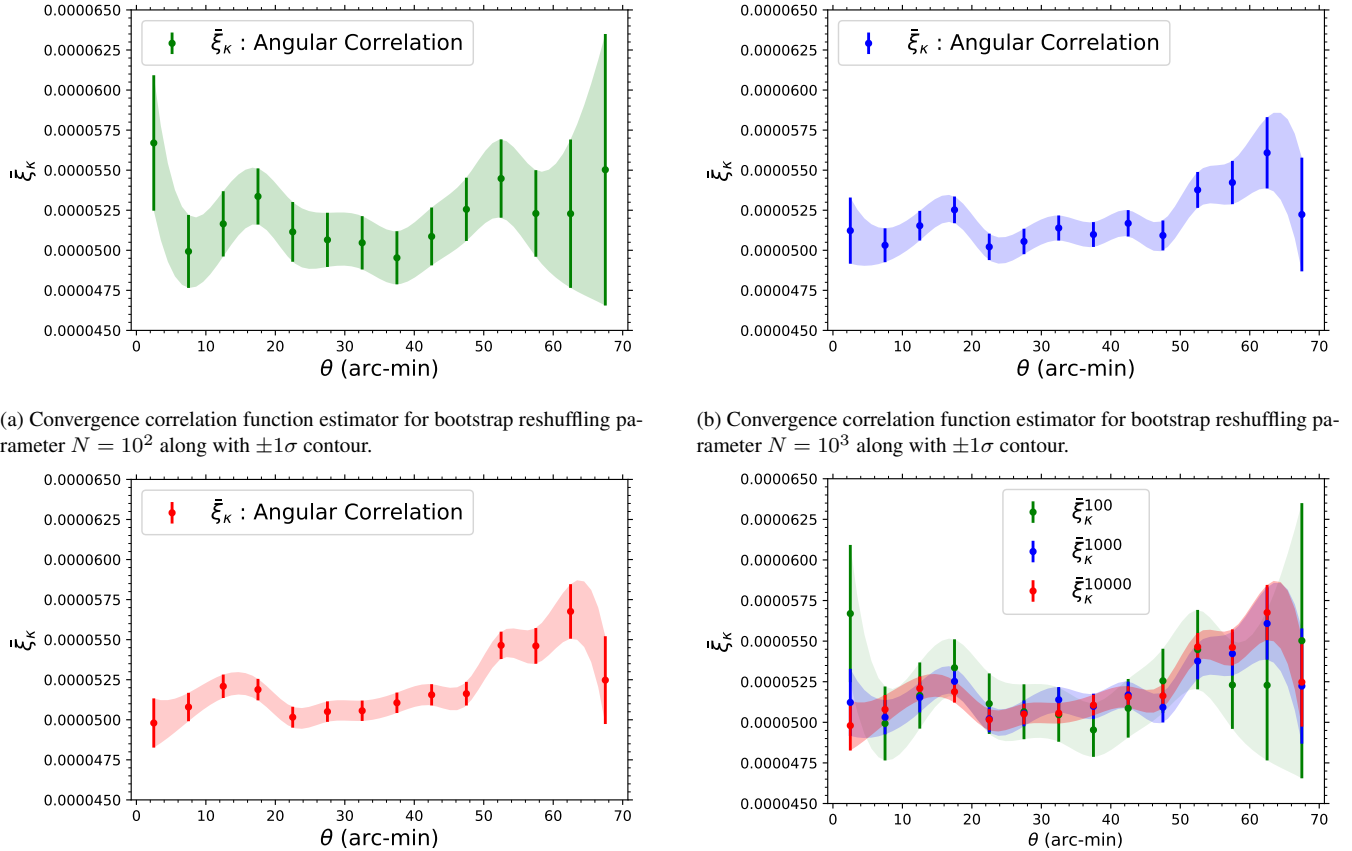 0.0000650
0.0000625
0.0000600
0.0000575
0.0000550
0.0000525
0.0000500
0.0000475
0.0000450
ξ̄κ
ξ̄κ : Angular Correlation
0 10 20 30 40 50 60 70
θ (arc-min)
0.0000650
0.0000625
0.0000600
0.0000575
0.0000550
0.0000525
0.0000500
0.0000475
0.0000450
ξ̄κ
ξ̄κ : Angular Correlation
0 10 20 30 40 50 60 70
θ (arc-min)
(a) Convergence correlation function estimator for bootstrap reshuffling pa-
rameter N = 10² along with ±1σ contour.
(b) Convergence correlation function estimator for bootstrap reshuffling pa-
rameter N = 10³ along with ±1σ contour.
0.0000650
0.0000625
0.0000600
0.0000575
0.0000550
0.0000525
0.0000500
0.0000475
0.0000450
ξ̄κ
ξ̄κ : Angular Correlation
0 10 20 30 40 50 60 70
θ (arc-min)
0.0000650
0.0000625
0.0000600
0.0000575
0.0000550
0.0000525
0.0000500
0.0000475
0.0000450
ξ̄κ
ξ̄κ¹⁰⁰
ξ̄κ¹⁰⁰⁰
ξ̄κ¹⁰⁰⁰⁰
0 10 20 30 40 50 60 70
θ (arc-min)